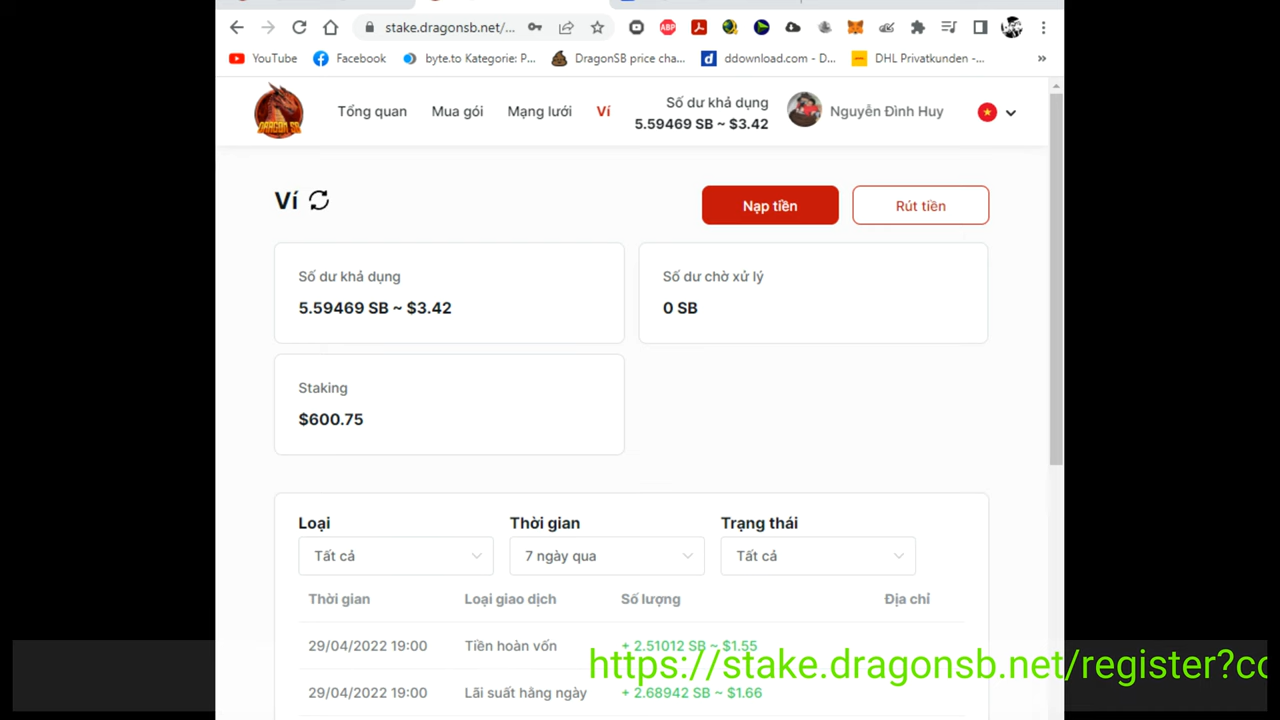 stake.dragonsb.net/...
ABP
YouTube Facebook byte.to Kategorie: P... DragonSB price cha... ddownload.com - D... DHL Privatkunden -... »
DRAGON SB
Tổng quan Mua gói Mạng lưới Ví
Số dư khả dụng
5.59469 SB ~ $3.42
Nguyễn Đình Huy
Ví
Nạp tiền Rút tiền
Số dư khả dụng
5.59469 SB ~ $3.42
Số dư chờ xử lý
0 SB
Staking
$600.75
Loại Thời gian Trạng thái
Tất cả 7 ngày qua Tất cả
Thời gian Loại giao dịch Số lượng Địa chỉ
29/04/2022 19:00 Tiền hoàn vốn + 2.51012 SB ~ $1.55
https://stake.dragonsb.net/register?co
29/04/2022 19:00 Lãi suất hằng ngày + 2.68942 SB ~ $1.66